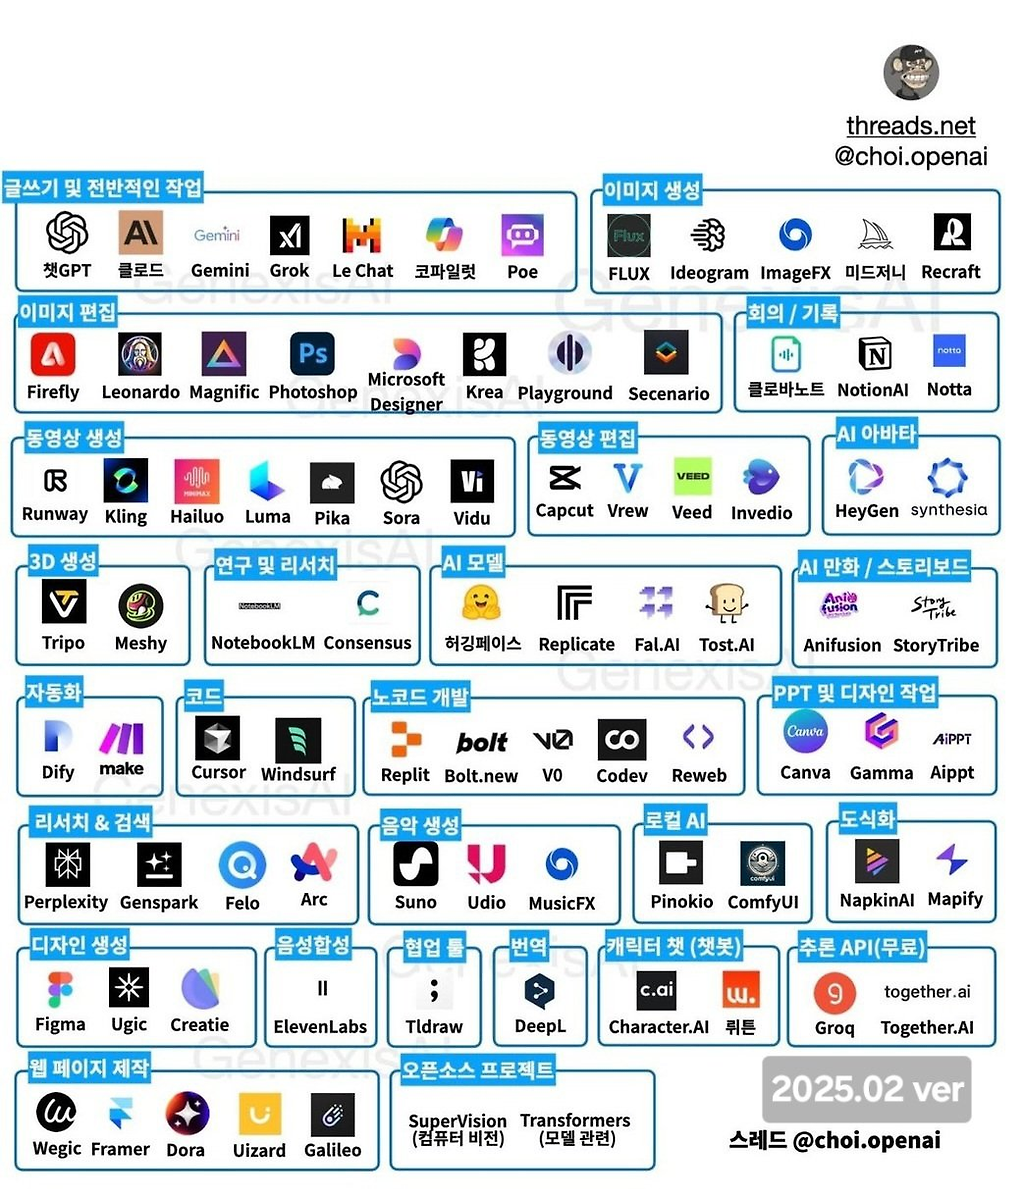 threads.net
@choi.openai
글쓰기 및 전반적인 작업
Gemini
챗GPT 클로드 Gemini Grok Le Chat 코파일럿 Poe
이미지 생성
Flux
FLUX Ideogram ImageFX 미드저니 Recraft
GenexisAI
GenexisAI
이미지 편집
Ps
Firefly Leonardo Magnific Photoshop Microsoft Designer Krea Playground Secenario
GenexisAI
회의 / 기록
notta
클로바노트 NotionAI Notta
동영상 생성
MINIMAX
Vi
Runway Kling Hailuo Luma Pika Sora Vidu
GenexisAI
동영상 편집
VEED
Capcut Vrew Veed Invedio
AI 아바타
HeyGen synthesia
3D 생성
Tripo Meshy
연구 및 리서치
NotebookLM
NotebookLM Consensus
AI 모델
허깅페이스 Replicate Fal.AI Tost.AI
GenexisAI
AI 만화 / 스토리보드
Ani fusion Story Tribe
Anifusion StoryTribe
자동화
Dify make
코드
Cursor Windsurf
GenexisAI
노코드 개발
bolt
Replit Bolt.new V0 Codev Reweb
PPT 및 디자인 작업
Canva AiPPT
Canva Gamma Aippt
리서치 & 검색
Perplexity Genspark Felo Arc
음악 생성
Suno Udio MusicFX
로컬 AI
comfyui
Pinokio ComfyUI
도식화
NapkinAI Mapify
디자인 생성
Figma Ugic Creatie
음성합성
ElevenLabs
협업 툴
;
Tldraw
GenexisAI
번역
DeepL
캐릭터 챗 (챗봇)
c.ai w.
Character.AI 뤼튼
추론 API(무료)
together.ai
Groq Together.AI
GenexisAI
웹 페이지 제작
Wegic Framer Dora Uizard Galileo
오픈소스 프로젝트
SuperVision Transformers
(컴퓨터 비전) (모델 관련)
2025.02 ver
스레드 @choi.openai